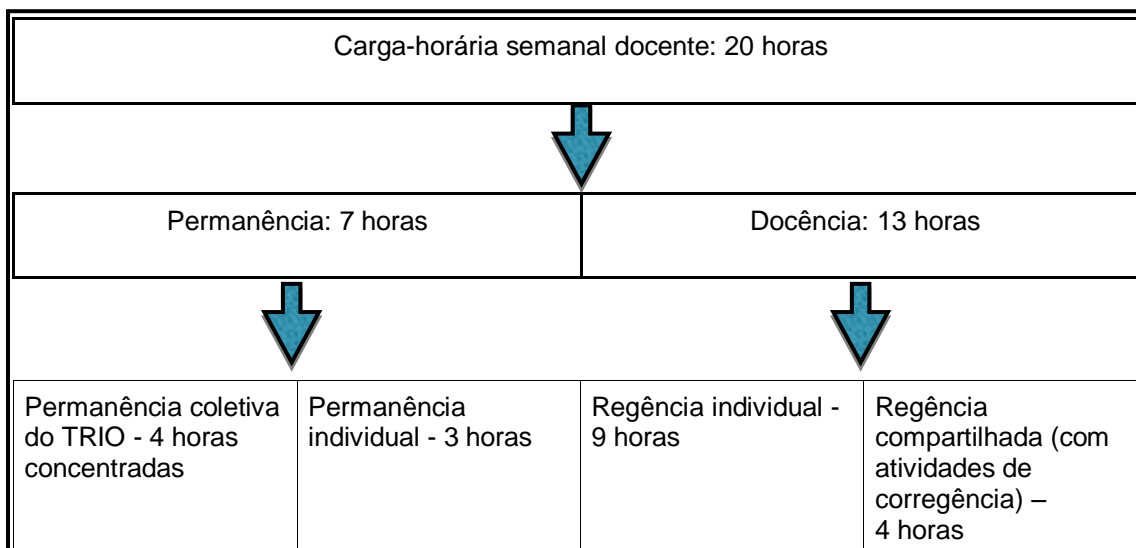 Carga-horária semanal docente: 20 horas
Permanência: 7 horas
Docência: 13 horas
Permanência coletiva
do TRIO - 4 horas
concentradas
Permanência
individual - 3 horas
Regência individual -
9 horas
Regência
compartilhada (com
atividades de
corregência) –
4 horas